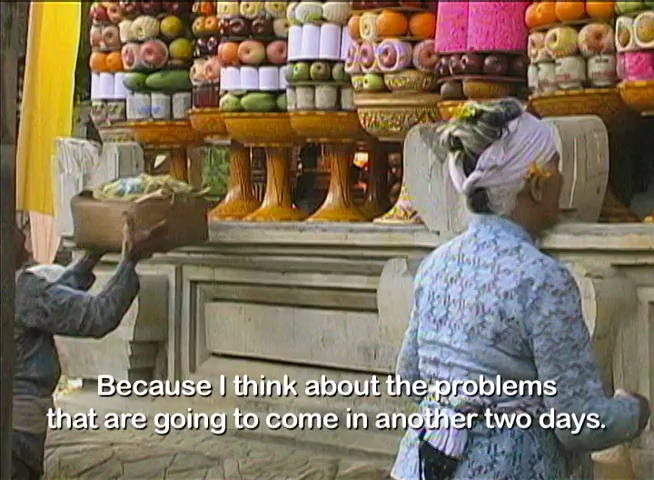 Because I think about the problems
that are going to come in another two days.